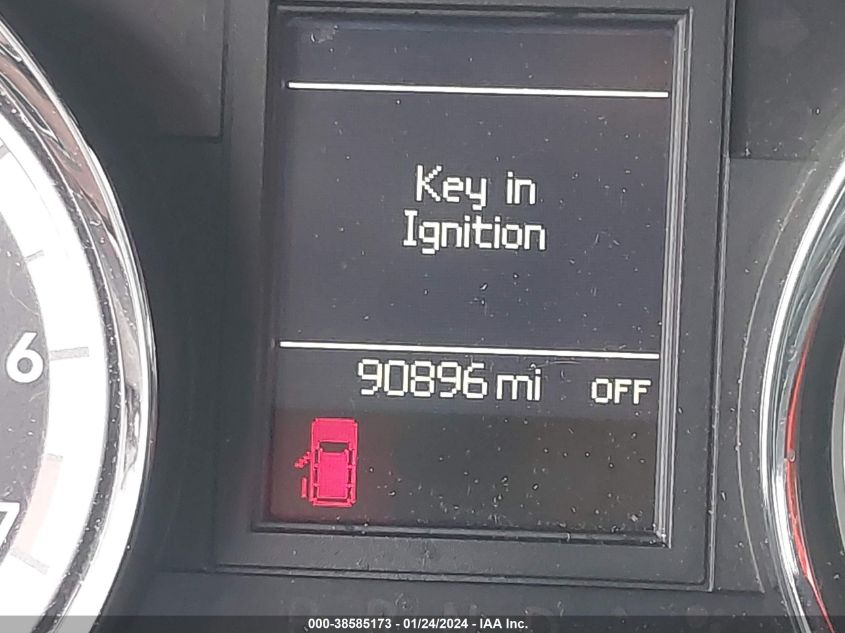 Key in
Ignition
90896 mi OFF
6
7
000-38585173 - 01/24/2024 - IAA Inc.